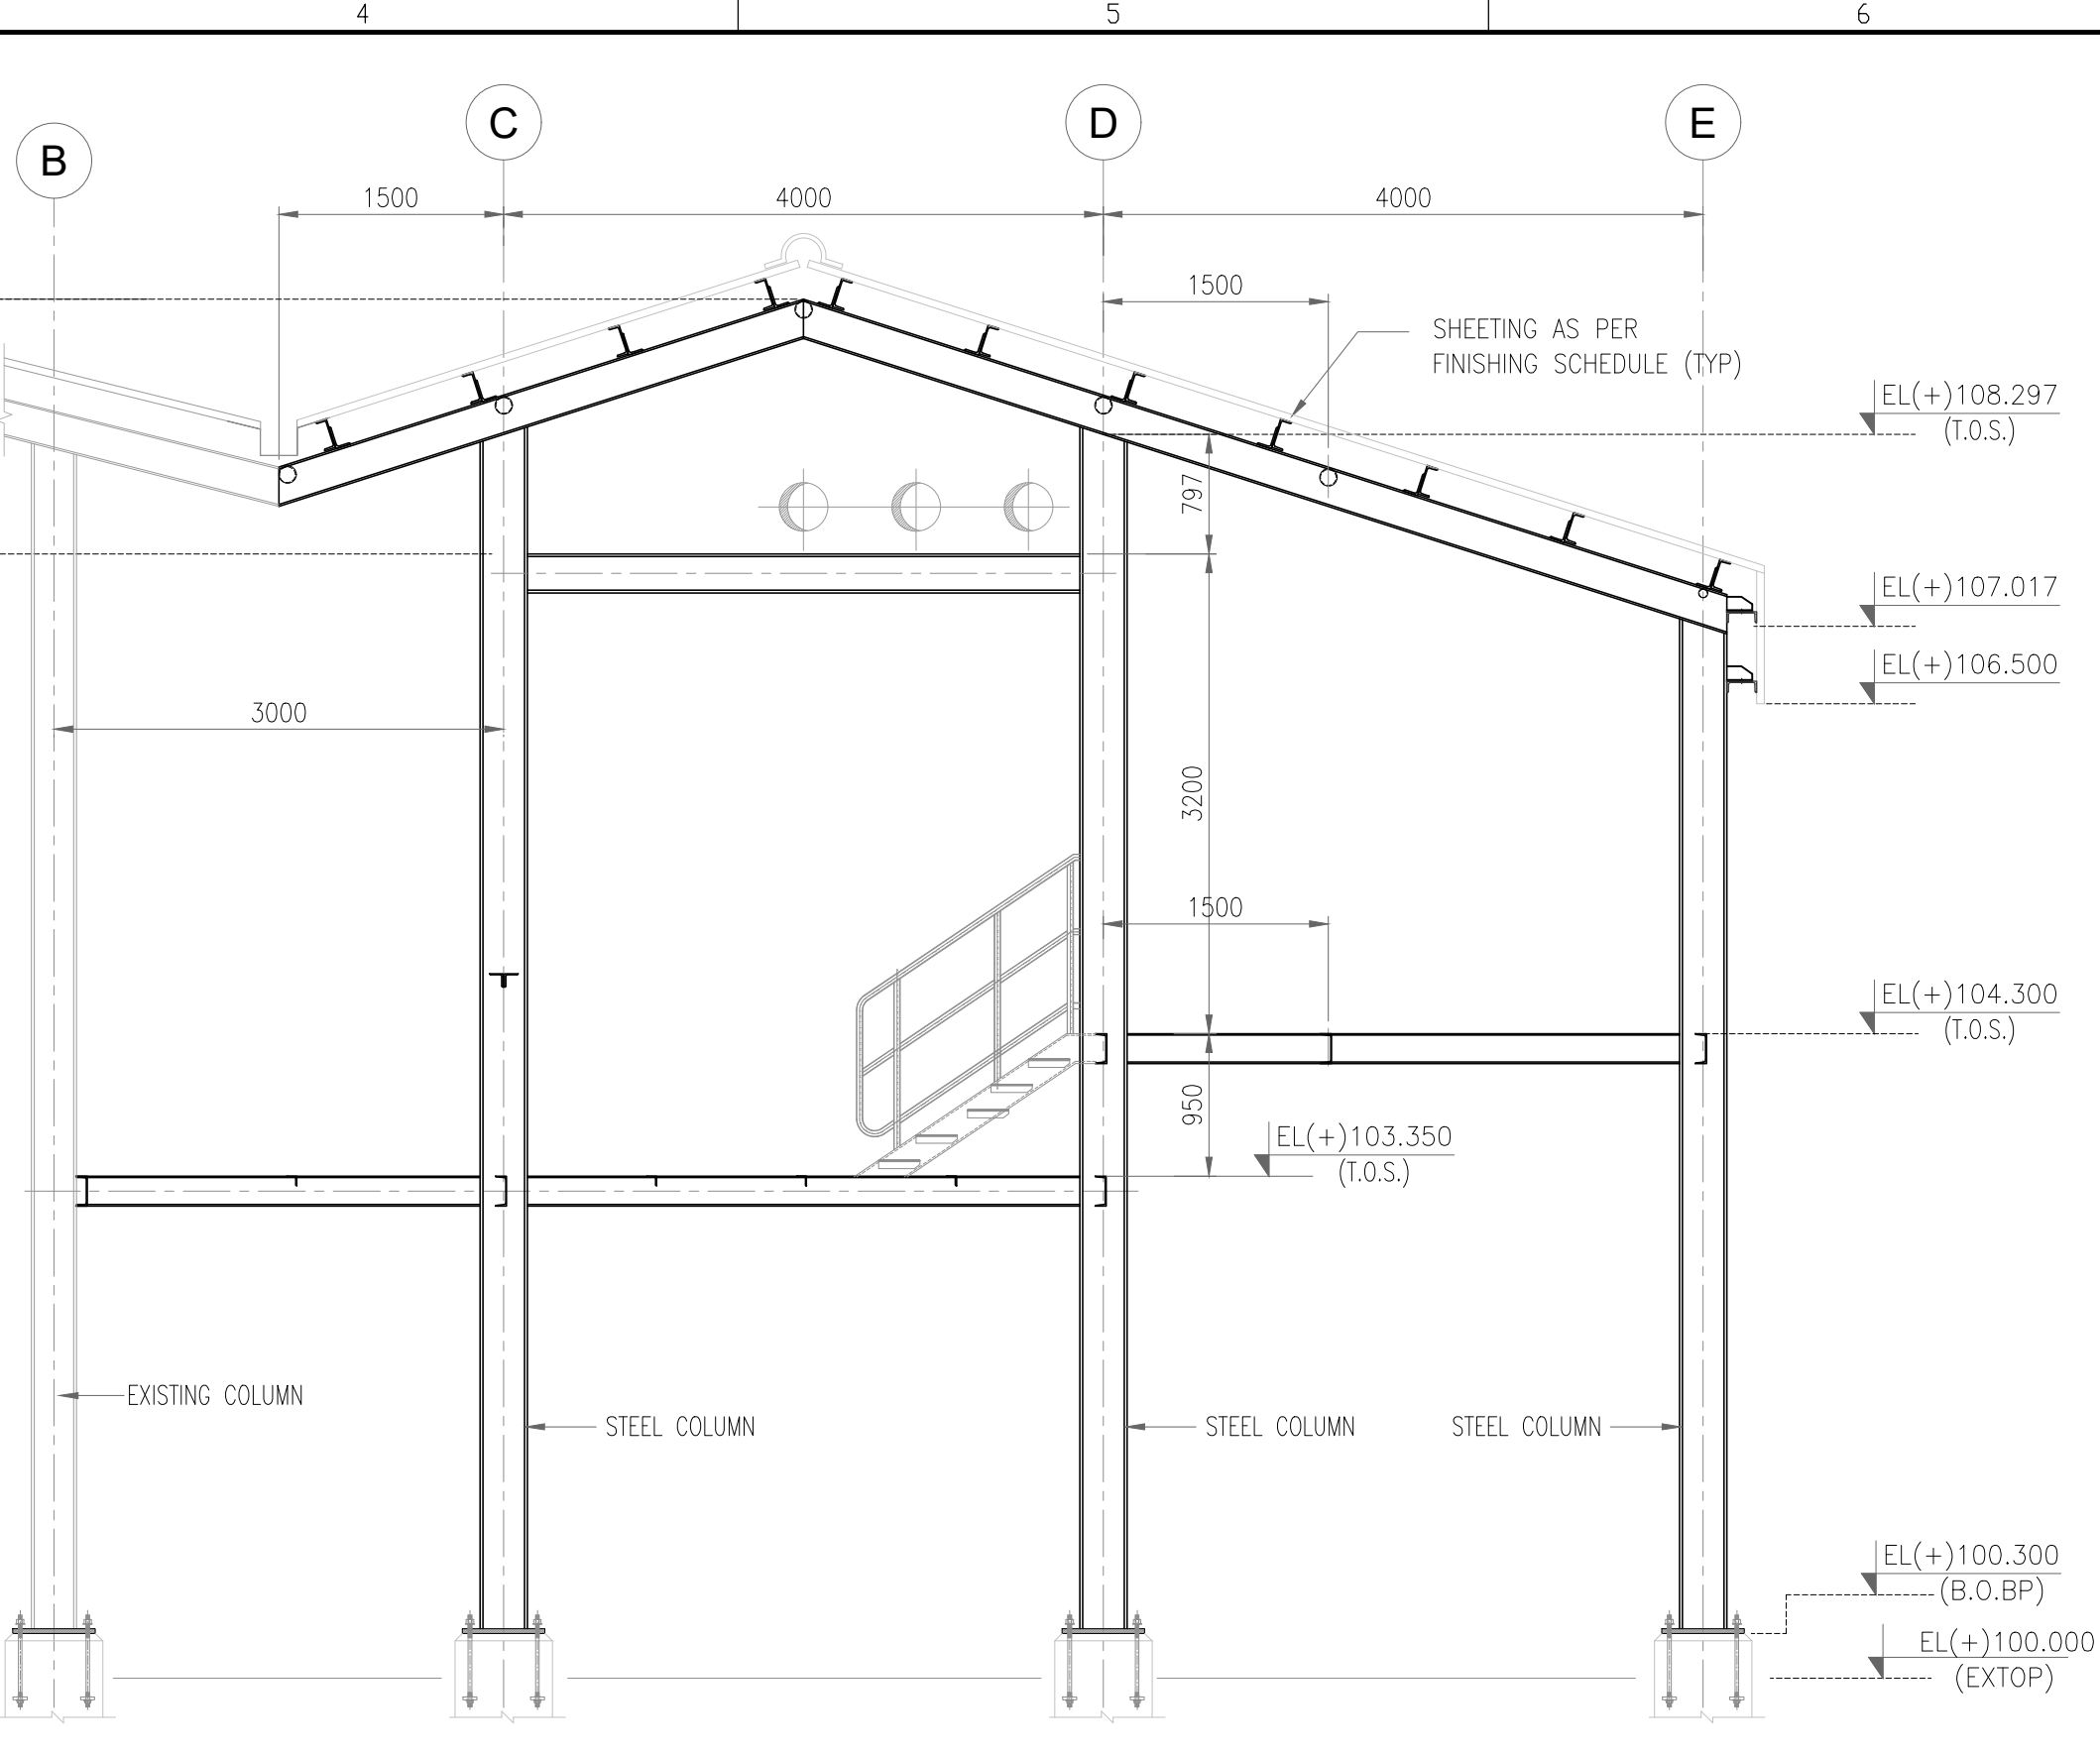 4
5
6
B
C
D
E
1500
4000
4000
1500
SHEETING AS PER
FINISHING SCHEDULE (TYP)
EL(+)108.297
(T.O.S.)
797
EL(+)107.017
EL(+)106.500
3000
3200
1500
EL(+)104.300
(T.O.S.)
950
EL(+)103.350
(T.O.S.)
EXISTING COLUMN
STEEL COLUMN
STEEL COLUMN
STEEL COLUMN
EL(+)100.300
(B.O.BP)
EL(+)100.000
(EXTOP)